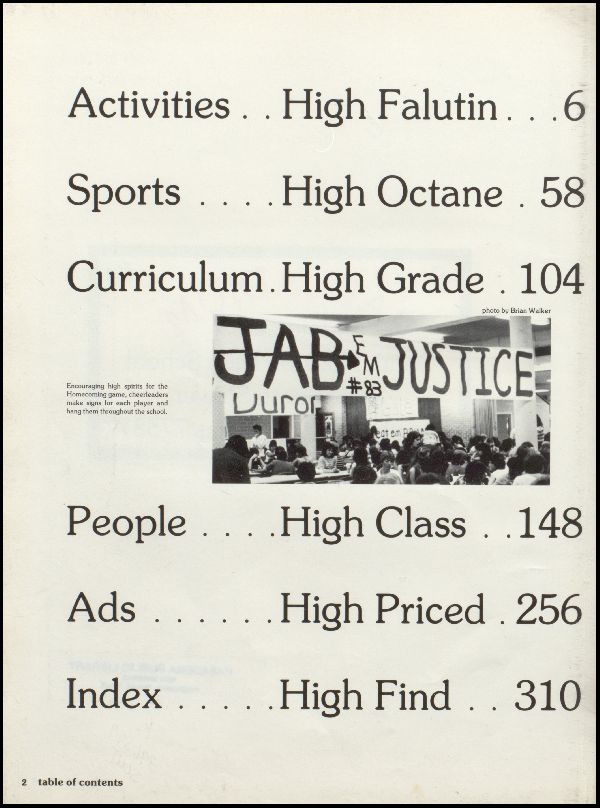 Activities . . High Falutin . . . 6
Sports . . . . High Octane . 58
Curriculum . High Grade . 104
photo by Brian Walker
JAB 'EM #83 JUSTICE
Duror
Encouraging high spirits for the
Homecoming game, cheerleaders
make signs for each player and
hang them throughout the school.
People . . . . High Class . . 148
Ads . . . . . . High Priced . 256
Index . . . . . High Find . . 310
2 table of contents